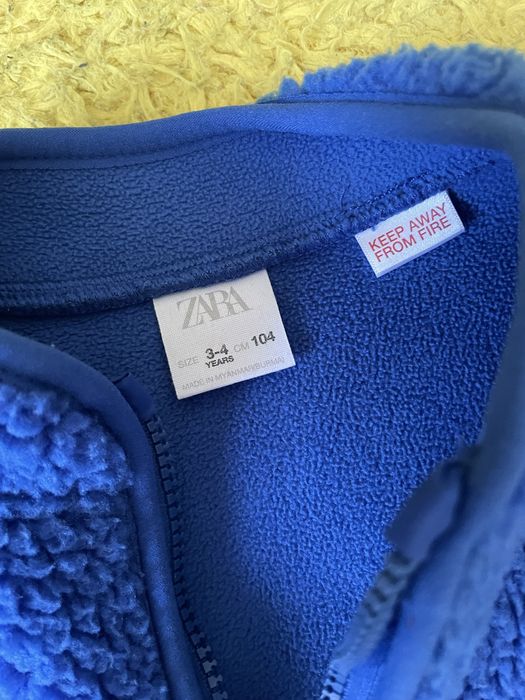 KEEP AWAY
FROM FIRE
ZARA
SIZE 3-4 YEARS CM 104
MADE IN MYANMAR(BURMA)